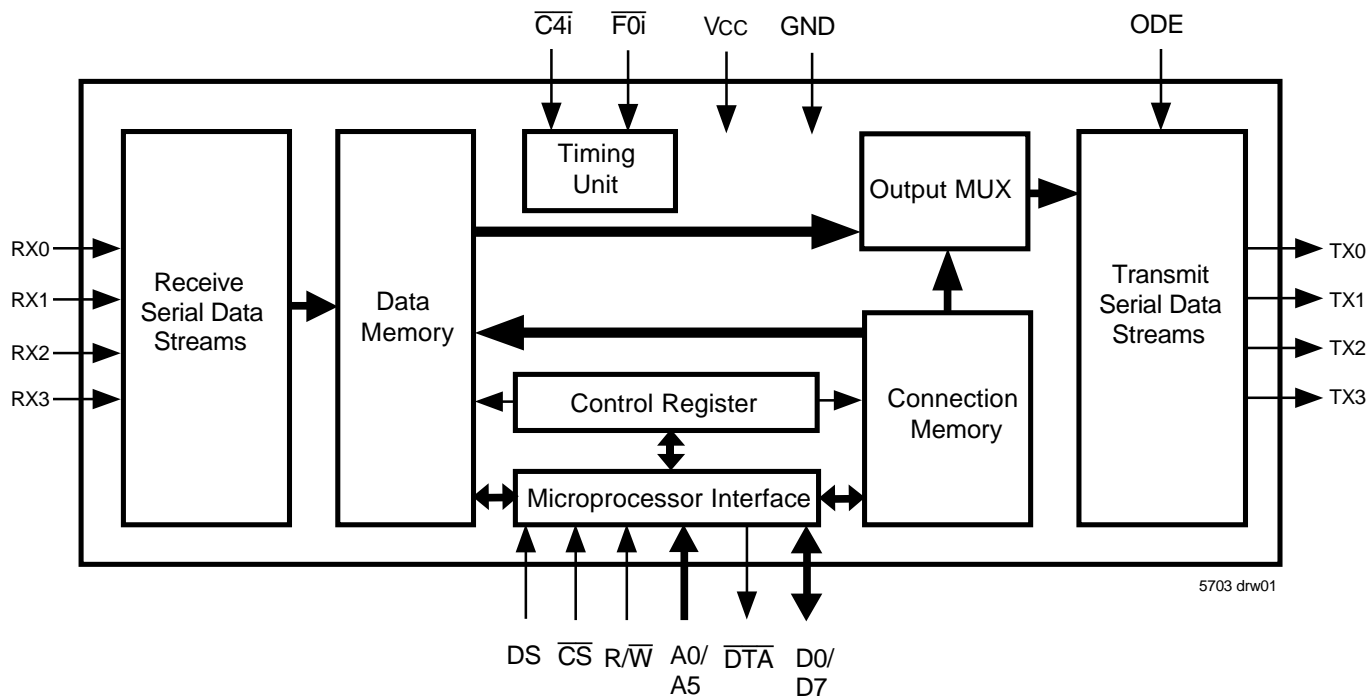 C4i F0i VCC GND ODE
Timing
Unit
Output MUX
RX0
RX1
RX2
RX3
Receive
Serial Data
Streams
Data
Memory
Control Register
Microprocessor Interface
Connection
Memory
Transmit
Serial Data
Streams
TX0
TX1
TX2
TX3
5703 drw01
DS CS R/W A0/
A5
DTA D0/
D7